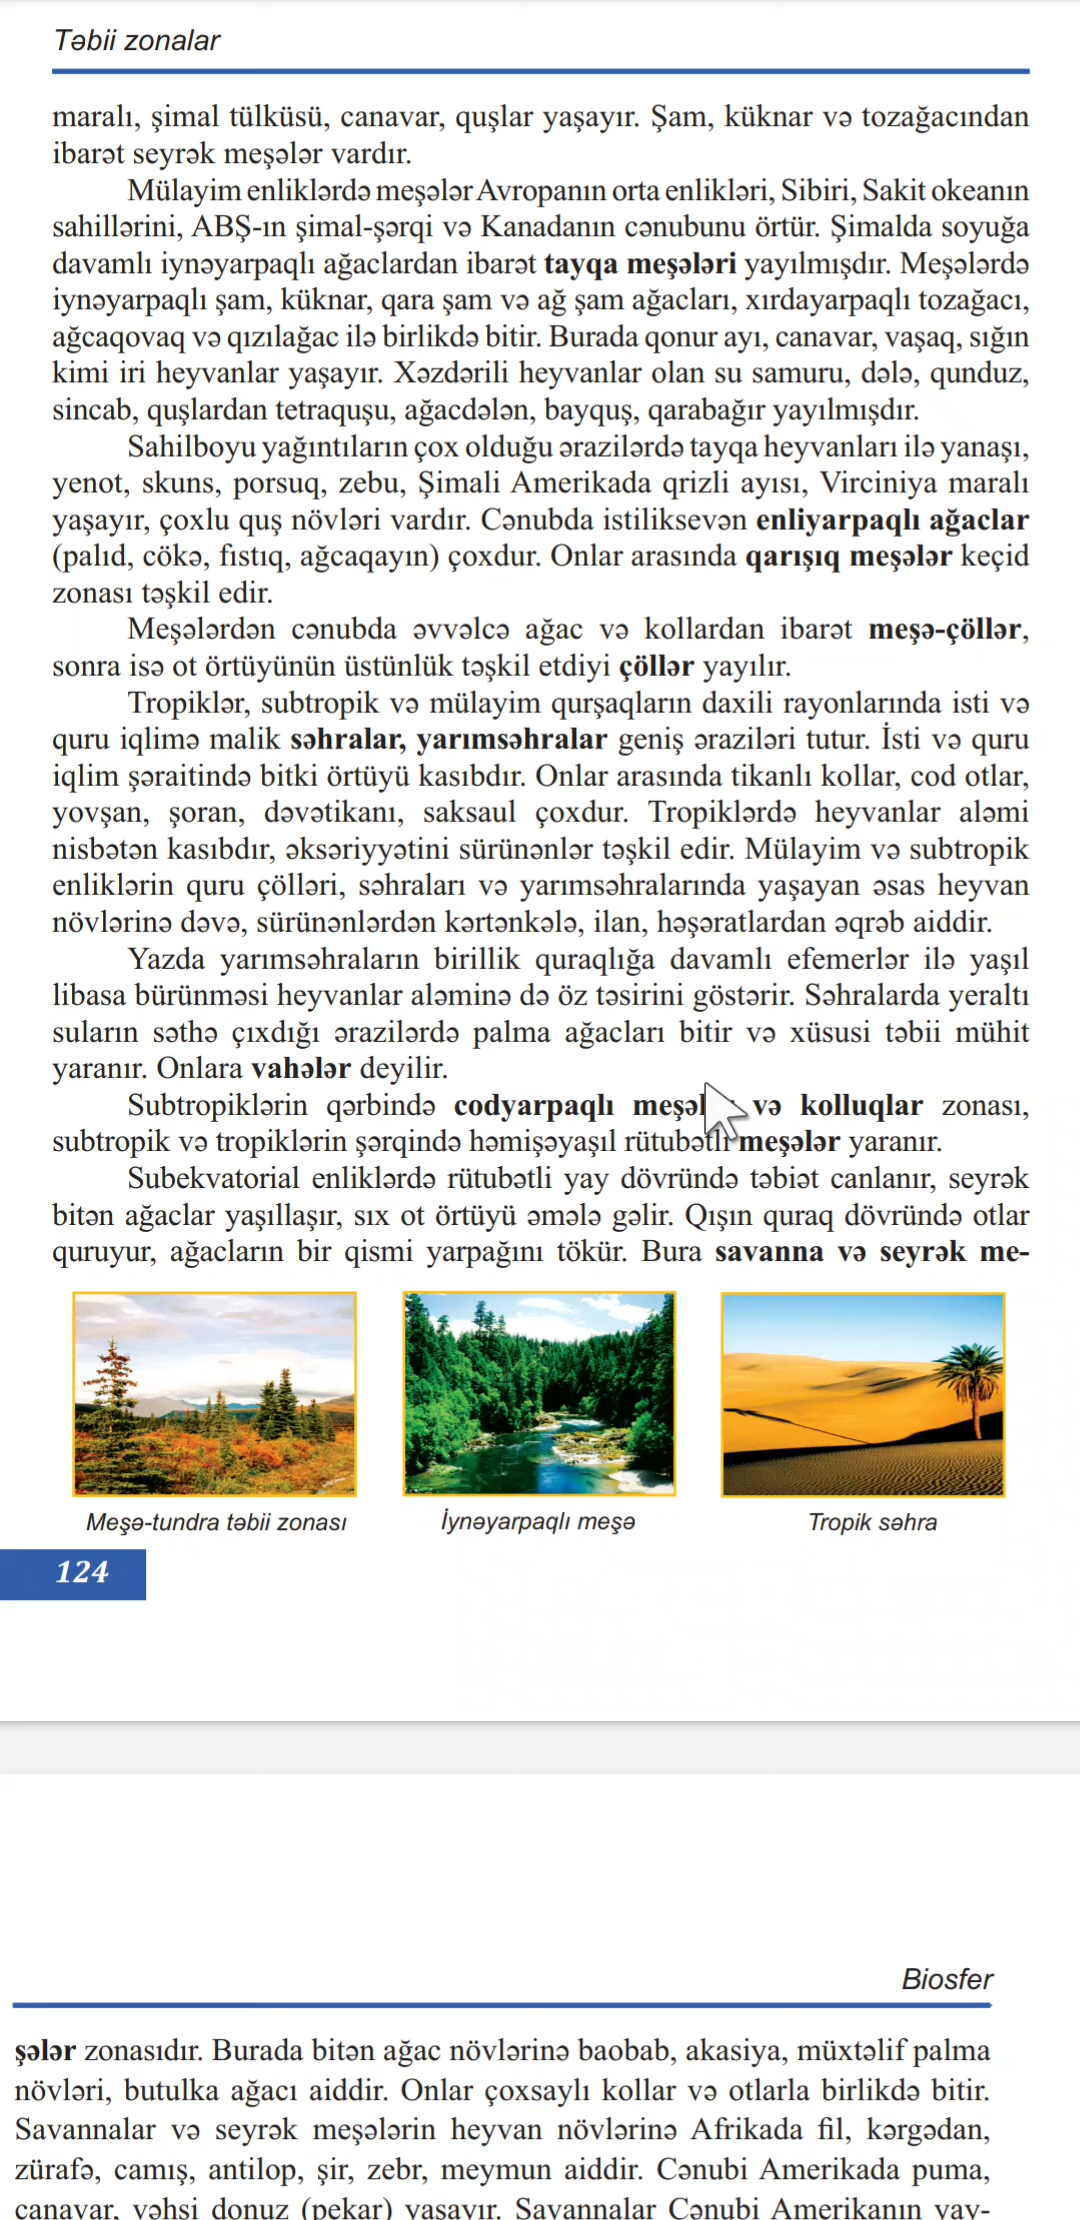 Təbii zonalar
maralı, şimal tülküsü, canavar, quşlar yaşayır. Şam, küknar və tozağacından
ibarət seyrək meşələr vardır.
Mülayim enliklərdə meşələr Avropanın orta enlikləri, Sibiri, Sakit okeanın
sahillərini, ABŞ-ın şimal-şərqi və Kanadanın cənubunu örtür. Şimalda soyuğa
davamlı iynəyarpaqlı ağaclardan ibarət tayqa meşələri yayılmışdır. Meşələrdə
iynəyarpaqlı şam, küknar, qara şam və ağ şam ağacları, xırdayarpaqlı tozağacı,
ağcaqovaq və qızılağac ilə birlikdə bitir. Burada qonur ayı, canavar, vaşaq, sığın
kimi iri heyvanlar yaşayır. Xəzdərili heyvanlar olan su samuru, dələ, qunduz,
sincab, quşlardan tetraquşu, ağacdələn, bayquş, qarabağır yayılmışdır.
Sahilboyu yağıntıların çox olduğu ərazilərdə tayqa heyvanları ilə yanaşı,
yenot, skuns, porsuq, zebu, Şimali Amerikada qrizli ayısı, Virciniya maralı
yaşayır, çoxlu quş növləri vardır. Cənubda istiliksevən enliyarpaqlı ağaclar
(palıd, cökə, fıstıq, ağcaqayın) çoxdur. Onlar arasında qarışıq meşələr keçid
zonası təşkil edir.
Meşələrdən cənubda əvvəlcə ağac və kollardan ibarət meşə-çöllər,
sonra isə ot örtüyünün üstünlük təşkil etdiyi çöllər yayılır.
Tropiklər, subtropik və mülayim qurşaqların daxili rayonlarında isti və
quru iqlimə malik səhralar, yarımsəhralar geniş əraziləri tutur. İsti və quru
iqlim şəraitində bitki örtüyü kasıbdır. Onlar arasında tikanlı kollar, cod otlar,
yovşan, şoran, dəvətikanı, saksaul çoxdur. Tropiklərdə heyvanlar aləmi
nisbətən kasıbdır, əksəriyyətini sürünənlər təşkil edir. Mülayim və subtropik
enliklərin quru çölləri, səhraları və yarımsəhralarında yaşayan əsas heyvan
növlərinə dəvə, sürünənlərdən kərtənkələ, ilan, həşəratlardan əqrəb aiddir.
Yazda yarımsəhraların birillik quraqlığa davamlı efemerlər ilə yaşıl
libasa bürünməsi heyvanlar aləminə də öz təsirini göstərir. Səhralarda yeraltı
suların səthə çıxdığı ərazilərdə palma ağacları bitir və xüsusi təbii mühit
yaranır. Onlara vahələr deyilir.
Subtropiklərin qərbində codyarpaqlı və kolluqlar zonası,
subtropik və tropiklərin şərqində həmişəyaşıl rütubətli meşələr yaranır.
Subekvatorial enliklərdə rütubətli yay dövründə təbiət canlanır, seyrək
bitən ağaclar yaşıllaşır, sıx ot örtüyü əmələ gəlir. Qışın quraq dövründə otlar
quruyur, ağacların bir qismi yarpağını tökür. Bura savanna və seyrək me-
Meşə-tundra təbii zonası
İynəyarpaqlı meşə
Tropik səhra
124
Biosfer
şələr zonasıdır. Burada bitən ağac növlərinə baobab, akasiya, müxtəlif palma
növləri, butulka ağacı aiddir. Onlar çoxsaylı kollar və otlarla birlikdə bitir.
Savannalar və seyrək meşələrin heyvan növlərinə Afrikada fil, kərgədan,
zürafə, camış, antilop, şir, zebr, meymun aiddir. Cənubi Amerikada puma,
canavar, vəhşi donuz (pekar) yaşayır. Savannalar Cənubi Amerikanın yay-